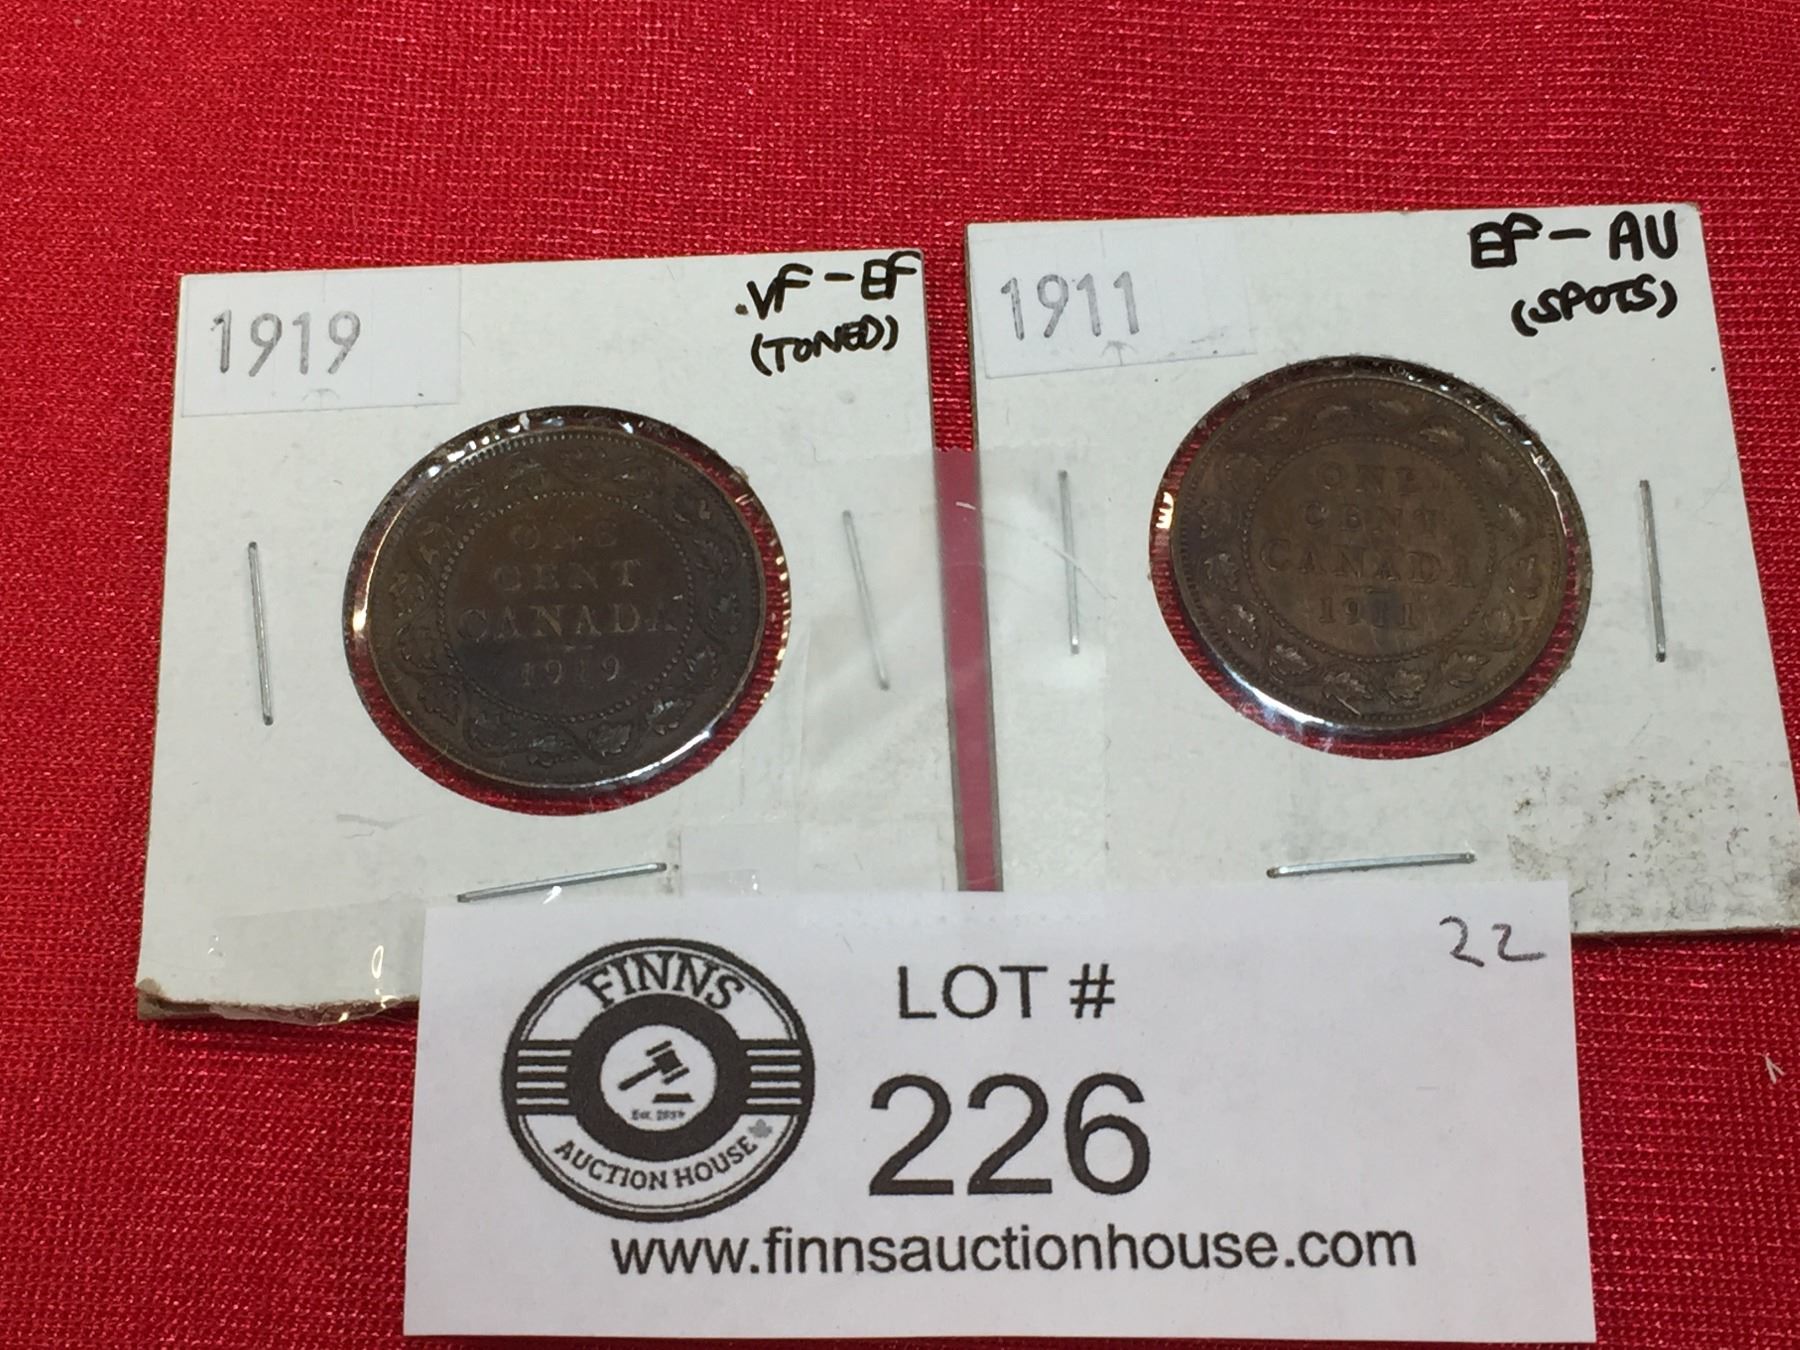 1919
VF-EF
(TONED)
ONE
CENT
CANADA
1919
1911
EF-AU
(SPOTS)
ONE
CENT
CANADA
1911
22
FINNS
AUCTION HOUSE
LOT #
226
www.finnsauctionhouse.com